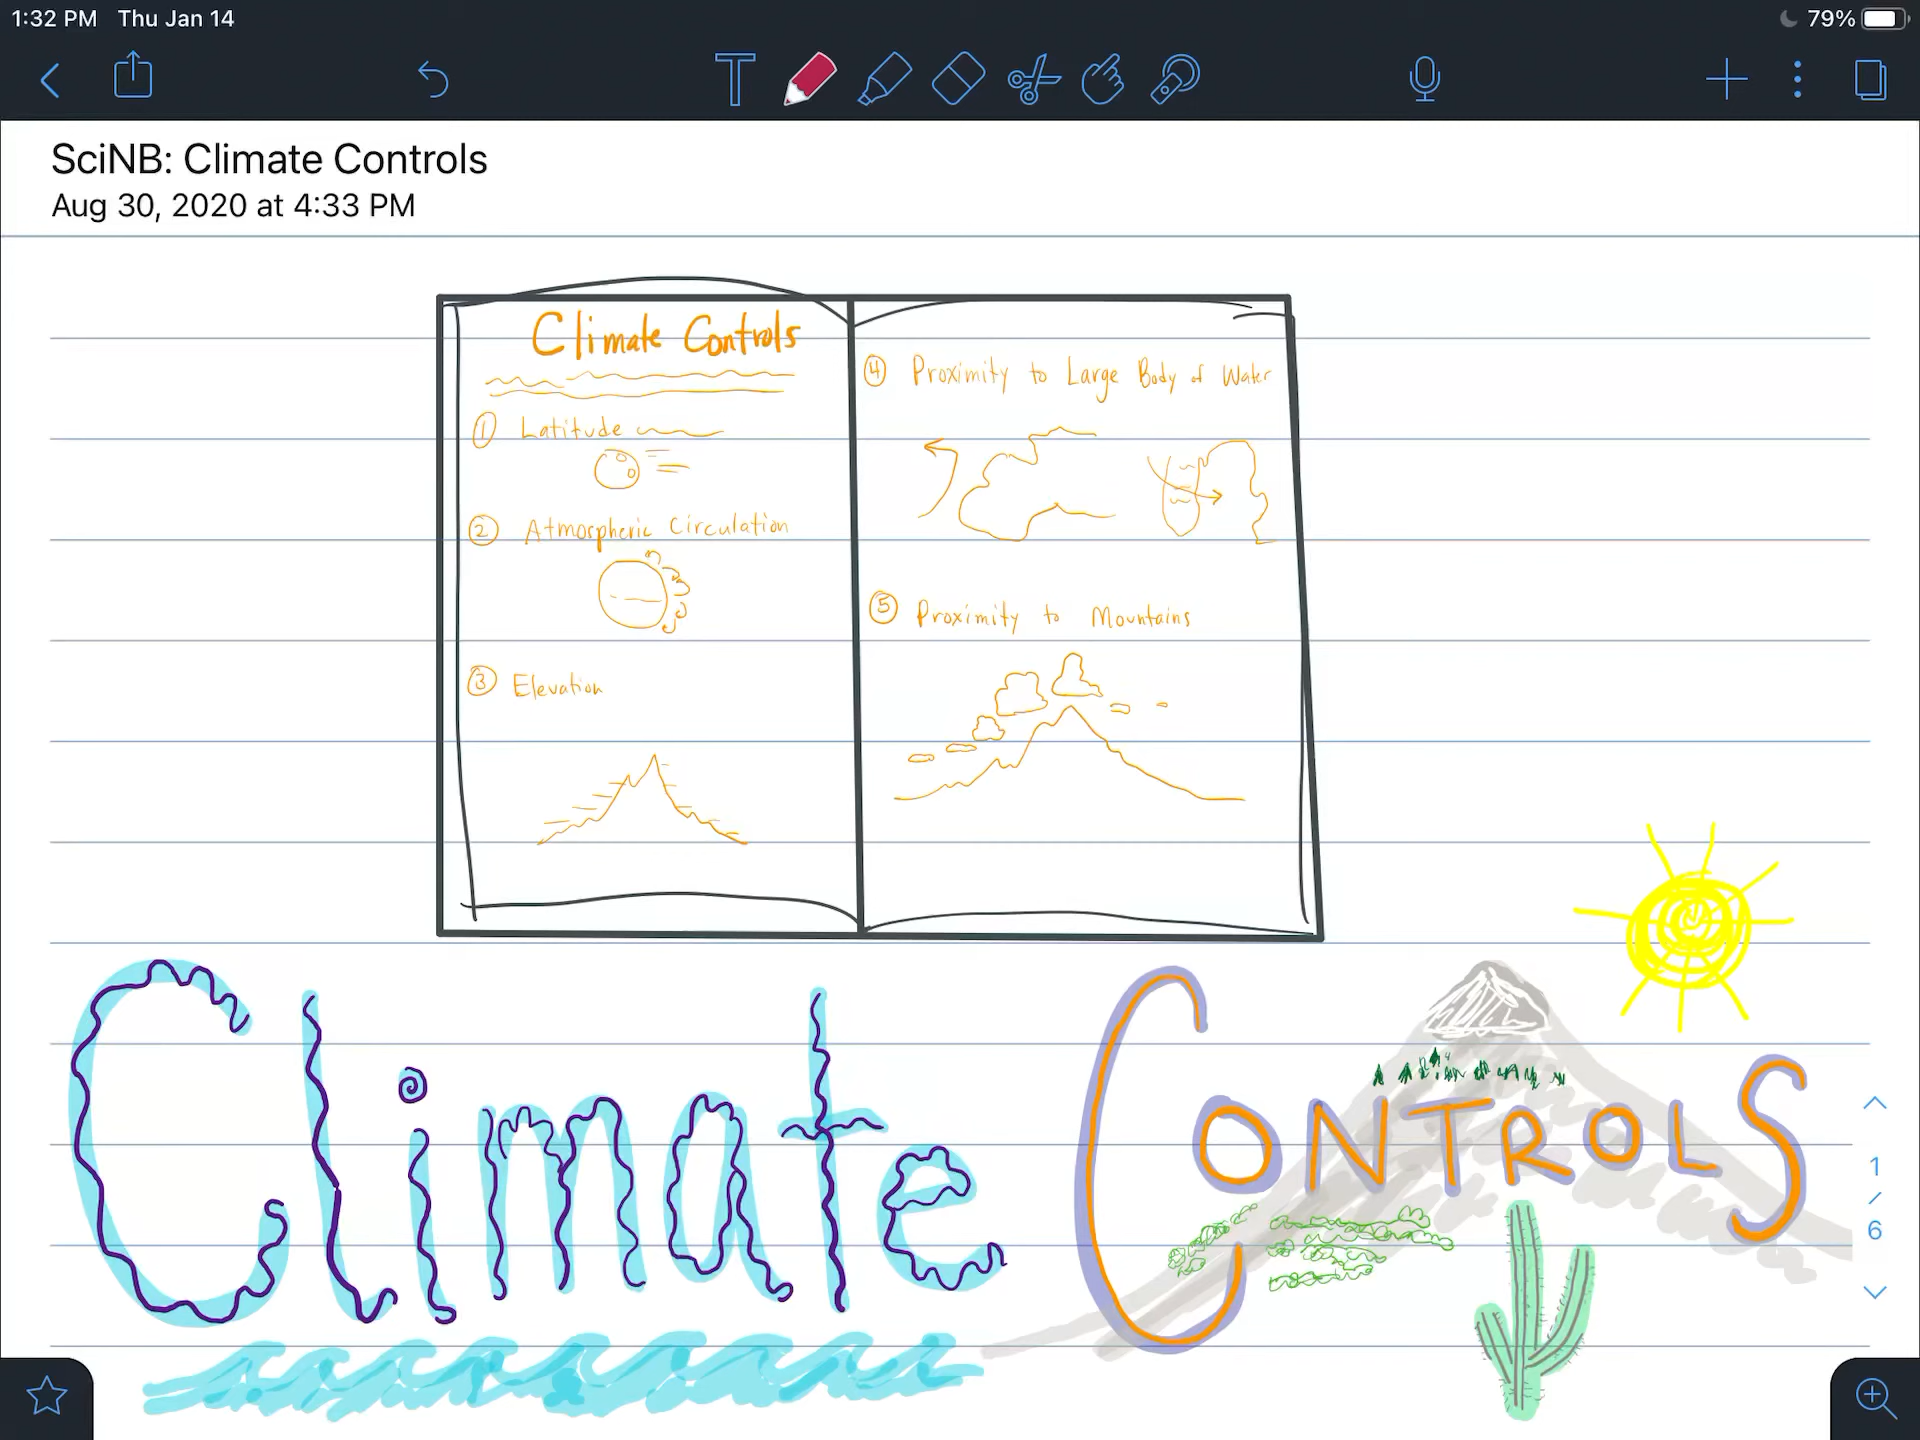 1:32 PM Thu Jan 14
79%
SciNB: Climate Controls
Aug 30, 2020 at 4:33 PM
Climate Controls
① Latitude
② Atmospheric Circulation
③ Elevation
④ Proximity to Large Body of Water
⑤ Proximity to Mountains
Climate CONTROLS
1
/
6